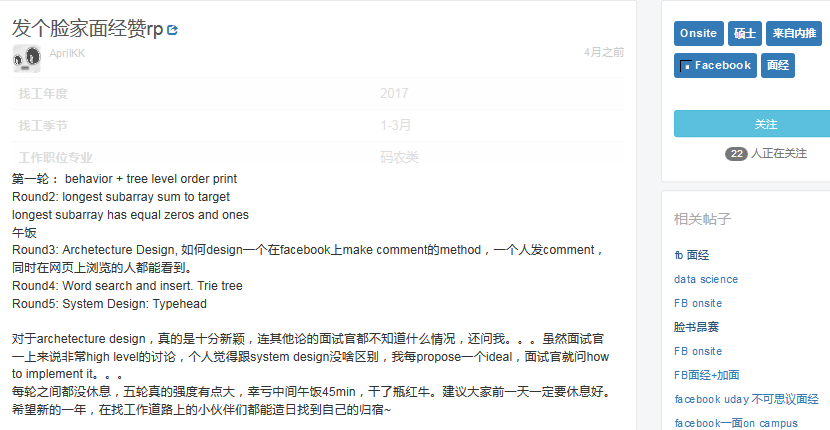 发个脸家面经赞rp
AprilKK
4月之前
找工年度 2017
找工季节 1-3月
工作职位专业 码农类
第一轮： behavior + tree level order print
Round2: longest subarray sum to target
longest subarray has equal zeros and ones
午饭
Round3: Archetecture Design, 如何design一个在facebook上make comment的method，一个人发comment，
同时在网页上浏览的人都能看到。
Round4: Word search and insert. Trie tree
Round5: System Design: Typehead
对于archetecture design，真的是十分新颖，连其他论的面试官都不知道什么情况，还问我。。。虽然面试官
一上来说非常high level的讨论，个人觉得跟system design没啥区别，我每propose一个ideal，面试官就问how
to implement it。。。
每轮之间都没休息，五轮真的强度有点大，幸亏中间午饭45min，干了瓶红牛。建议大家前一天一定要休息好。
希望新的一年，在找工作道路上的小伙伴们都能造日找到自己的归宿~
Onsite 硕士 来自内推
Facebook 面经
关注
22 人正在关注
相关帖子
fb 面经
data science
FB onsite
脸书昂赛
FB onsite
FB面经+加面
facebook uday 不可思议面经
facebook一面on campus